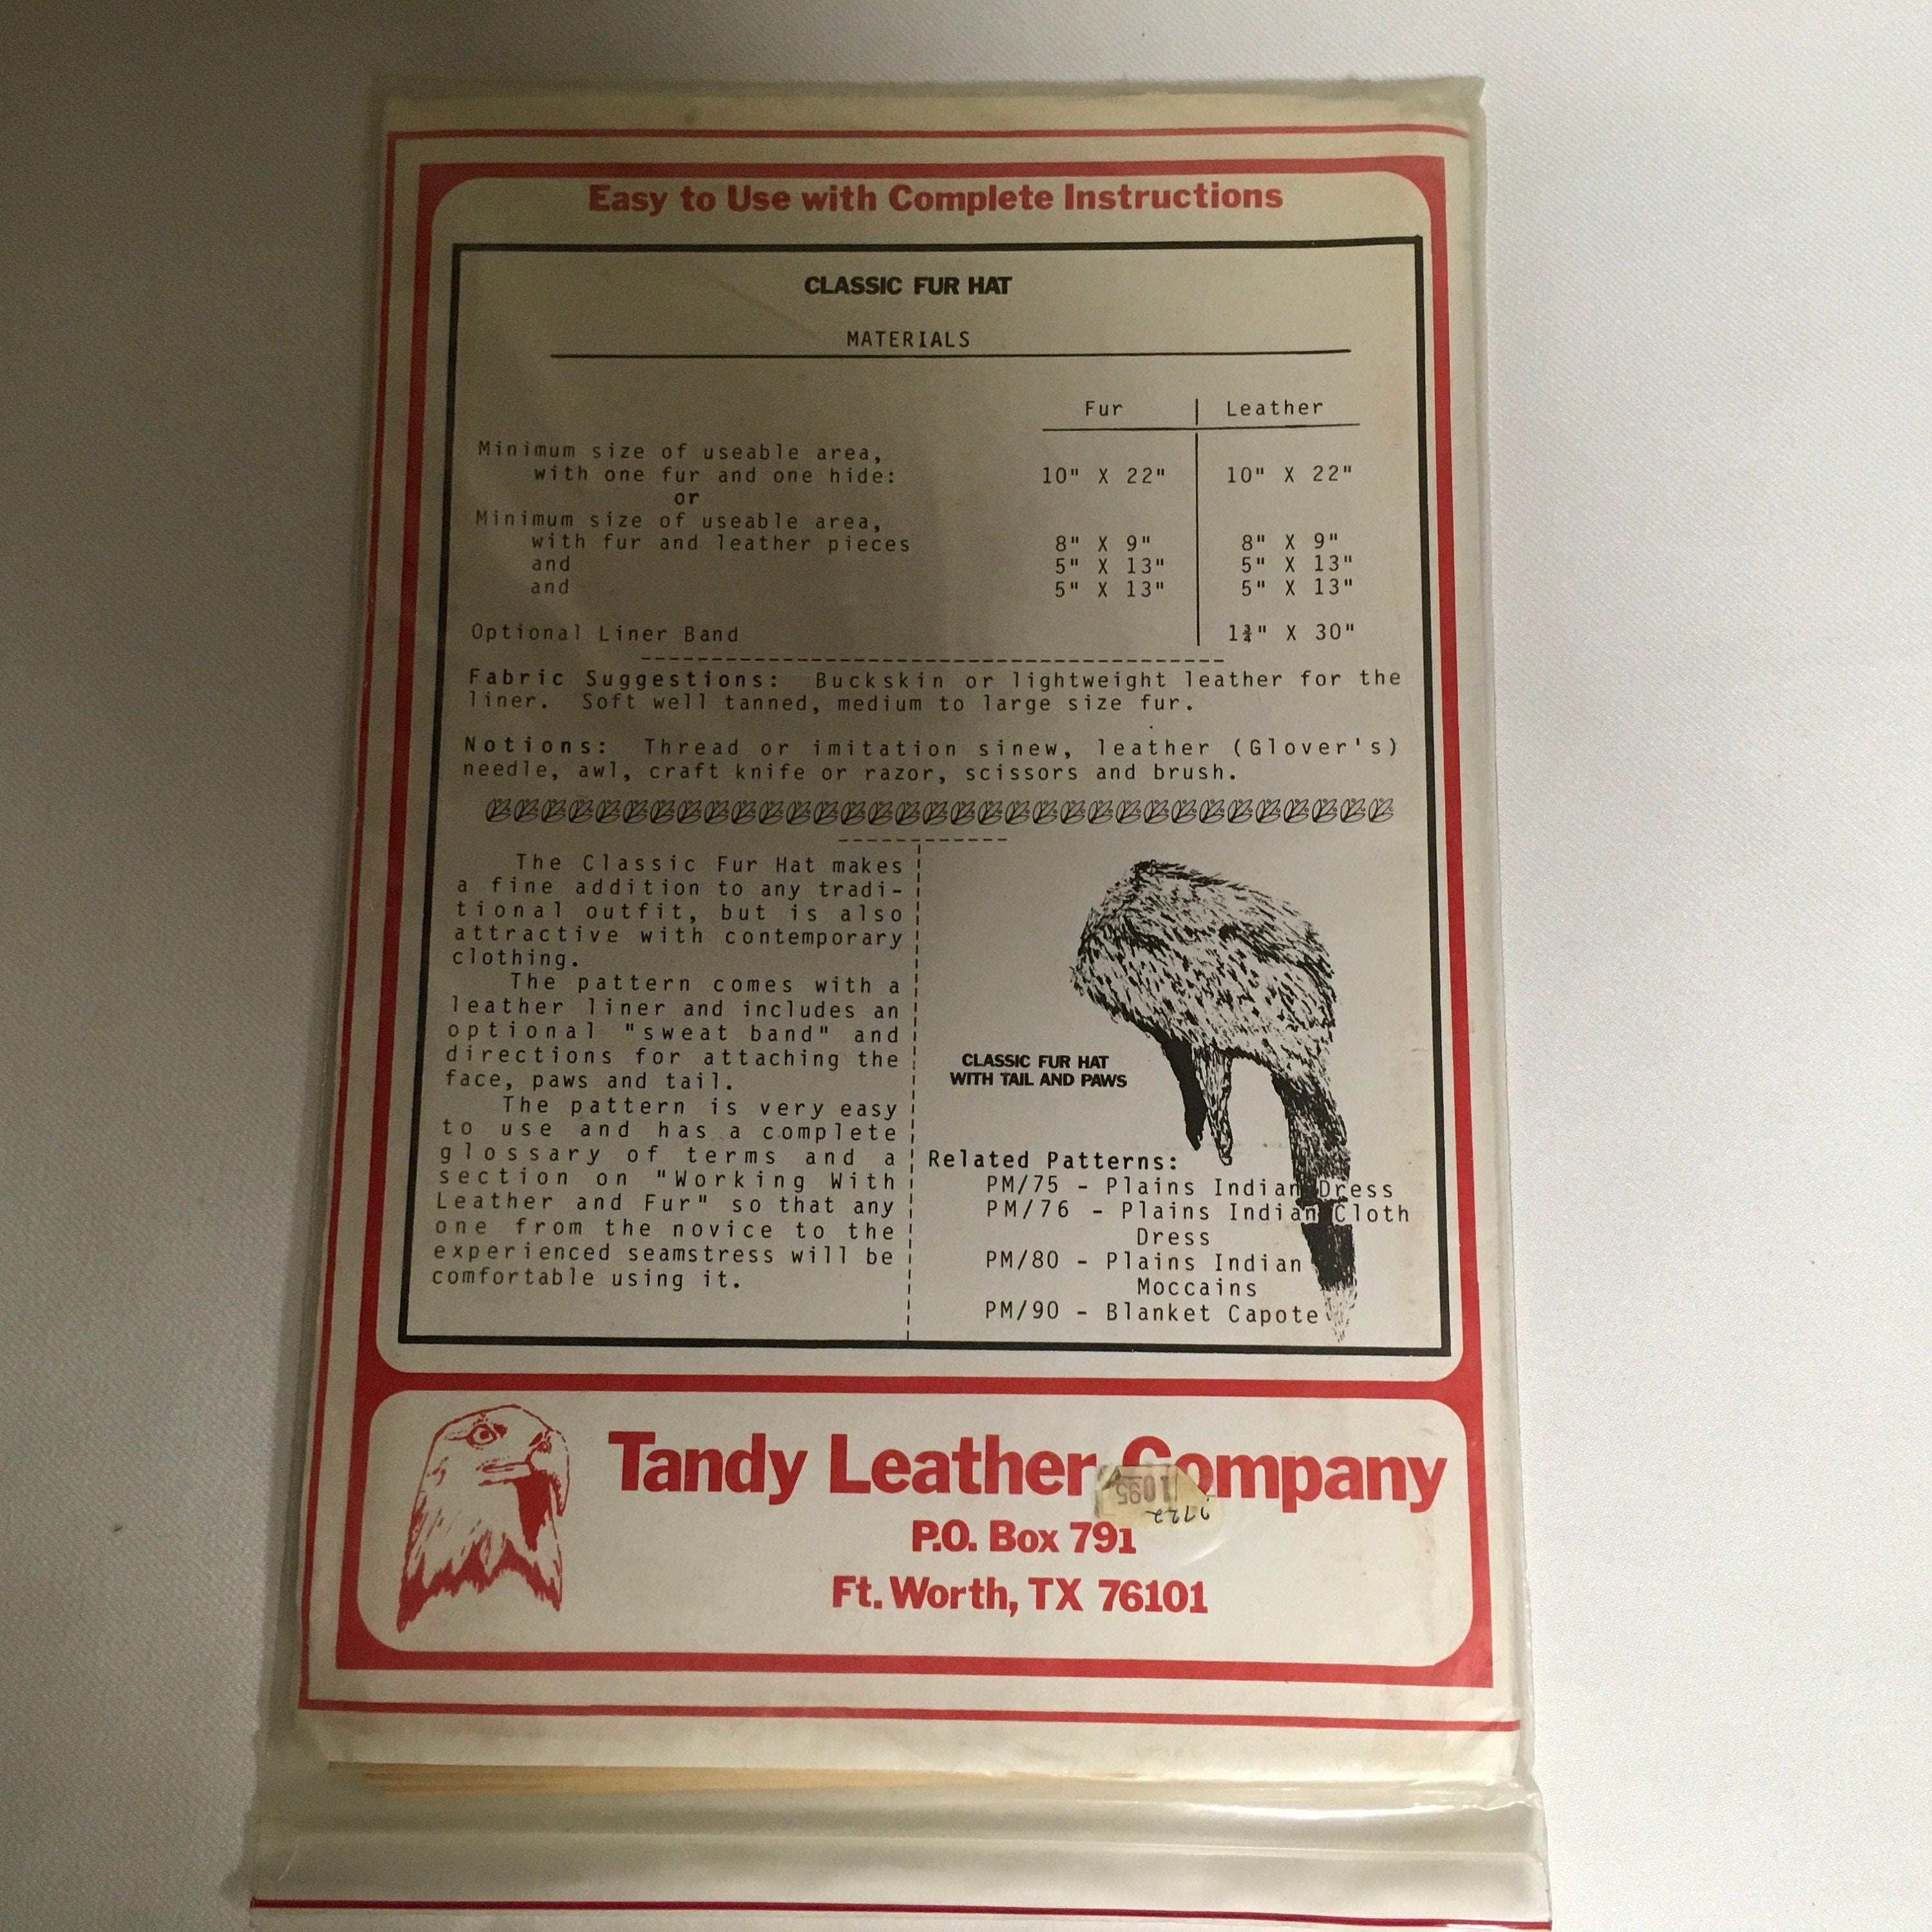 Easy to Use with Complete Instructions
CLASSIC FUR HAT
MATERIALS
Fur | Leather
Minimum size of useable area,
with one fur and one hide: 10" X 22" 10" X 22"
or
Minimum size of useable area,
with fur and leather pieces 8" X 9" 8" X 9"
and 5" X 13" 5" X 13"
and 5" X 13" 5" X 13"
Optional Liner Band 1¾" X 30"
Fabric Suggestions: Buckskin or lightweight leather for the
liner. Soft well tanned, medium to large size fur.
Notions: Thread or imitation sinew, leather (Glover's)
needle, awl, craft knife or razor, scissors and brush.
The Classic Fur Hat makes
a fine addition to any tradi-
tional outfit, but is also
attractive with contemporary
clothing.
The pattern comes with a
leather liner and includes an
optional "sweat band" and
directions for attaching the
face, paws and tail.
The pattern is very easy
to use and has a complete
glossary of terms and a
section on "Working With
Leather and Fur" so that any
one from the novice to the
experienced seamstress will be
comfortable using it.
CLASSIC FUR HAT
WITH TAIL AND PAWS
Related Patterns:
PM/75 - Plains Indian Dress
PM/76 - Plains Indian Cloth
Dress
PM/80 - Plains Indian
Moccains
PM/90 - Blanket Capote
Tandy Leather Company
1095
P.O. Box 791
Ft. Worth, TX 76101